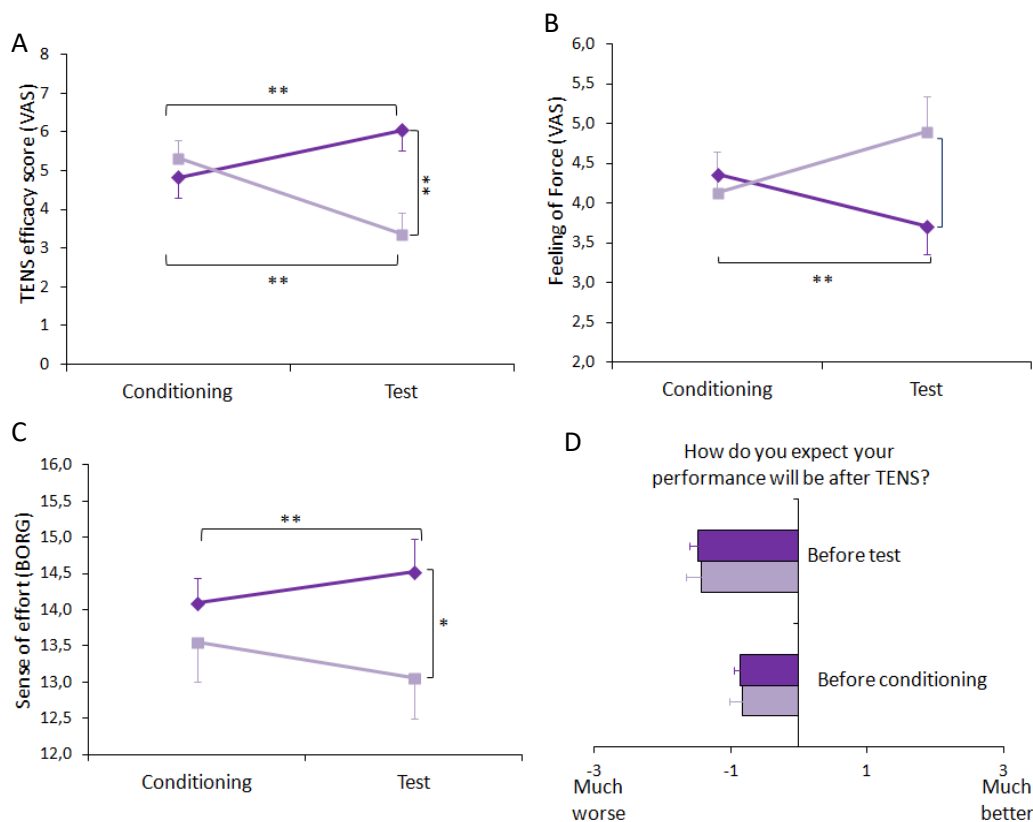 A
TENS efficacy score (VAS)
8
7
6
5
4
3
2
1
0
**
**
**
Conditioning
Test
B
Feeling of Force (VAS)
6,0
5,5
5,0
4,5
4,0
3,5
3,0
2,5
2,0
**
Conditioning
Test
C
Sense of effort (BORG)
16,0
15,5
15,0
14,5
14,0
13,5
13,0
12,5
12,0
**
*
Conditioning
Test
D
How do you expect your
performance will be after TENS?
Before test
Before conditioning
-3
-1
1
3
Much
worse
Much
better